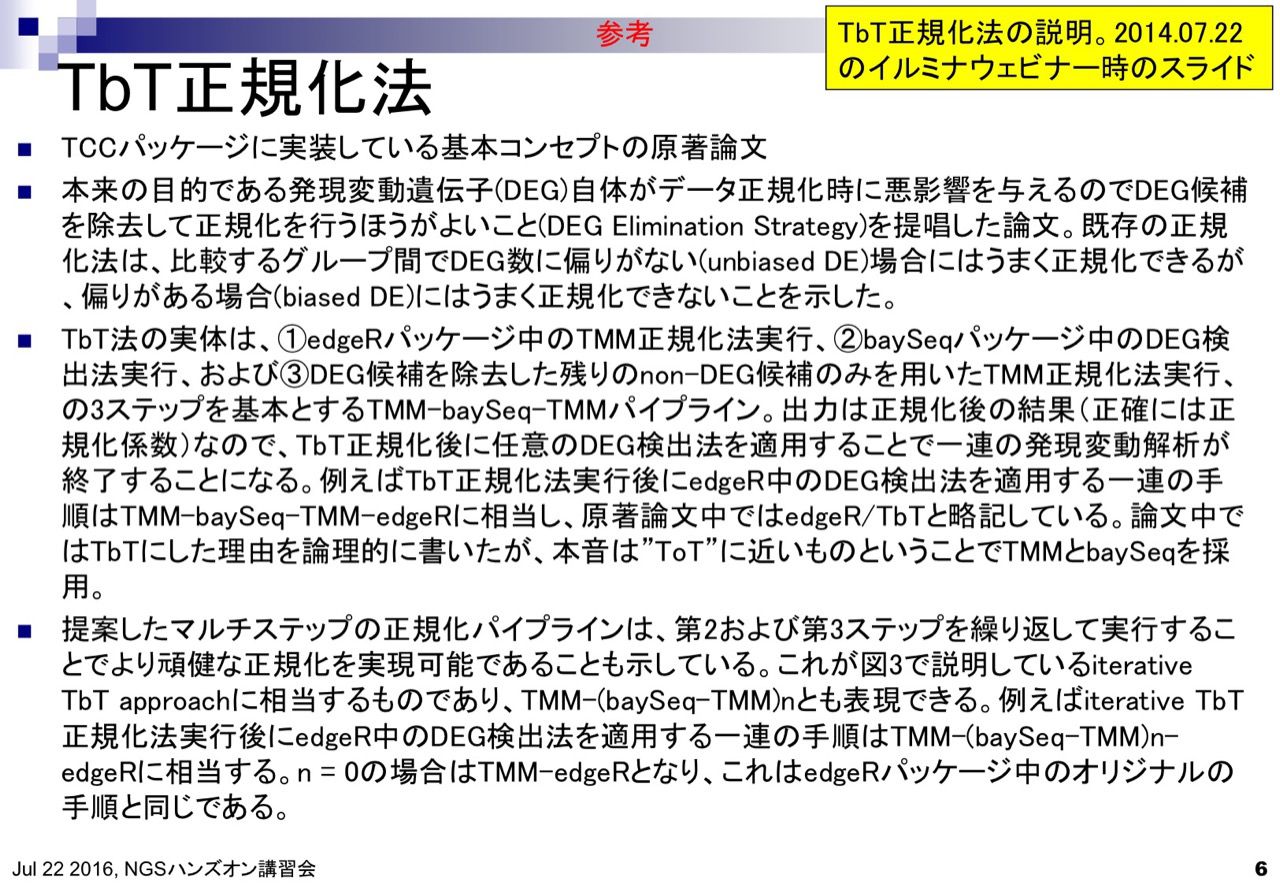 参考
TbT正規化法の説明。2014.07.22
のイルミナウェビナー時のスライド
TbT正規化法
■ TCCパッケージに実装している基本コンセプトの原著論文
■ 本来の目的である発現変動遺伝子(DEG)自体がデータ正規化時に悪影響を与えるのでDEG候補
を除去して正規化を行うほうがよいこと(DEG Elimination Strategy)を提唱した論文。既存の正規
化法は、比較するグループ間でDEG数に偏りがない(unbiased DE)場合にはうまく正規化できるが
、偏りがある場合(biased DE)にはうまく正規化できないことを示した。
■ TbT法の実体は、①edgeRパッケージ中のTMM正規化法実行、②baySeqパッケージ中のDEG検
出法実行、および③DEG候補を除去した残りのnon-DEG候補のみを用いたTMM正規化法実行、
の3ステップを基本とするTMM-baySeq-TMMパイプライン。出力は正規化後の結果（正確には正
規化係数）なので、TbT正規化後に任意のDEG検出法を適用することで一連の発現変動解析が
終了することになる。例えばTbT正規化法実行後にedgeR中のDEG検出法を適用する一連の手
順はTMM-baySeq-TMM-edgeRに相当し、原著論文中ではedgeR/TbTと略記している。論文中で
はTbTにした理由を論理的に書いたが、本音は”ToT”に近いものということでTMMとbaySeqを採
用。
■ 提案したマルチステップの正規化パイプラインは、第2および第3ステップを繰り返して実行するこ
とでより頑健な正規化を実現可能であることも示している。これが図3で説明しているiterative
TbT approachに相当するものであり、TMM-(baySeq-TMM)nとも表現できる。例えばiterative TbT
正規化法実行後にedgeR中のDEG検出法を適用する一連の手順はTMM-(baySeq-TMM)n-
edgeRに相当する。n = 0の場合はTMM-edgeRとなり、これはedgeRパッケージ中のオリジナルの
手順と同じである。
Jul 22 2016, NGSハンズオン講習会
6